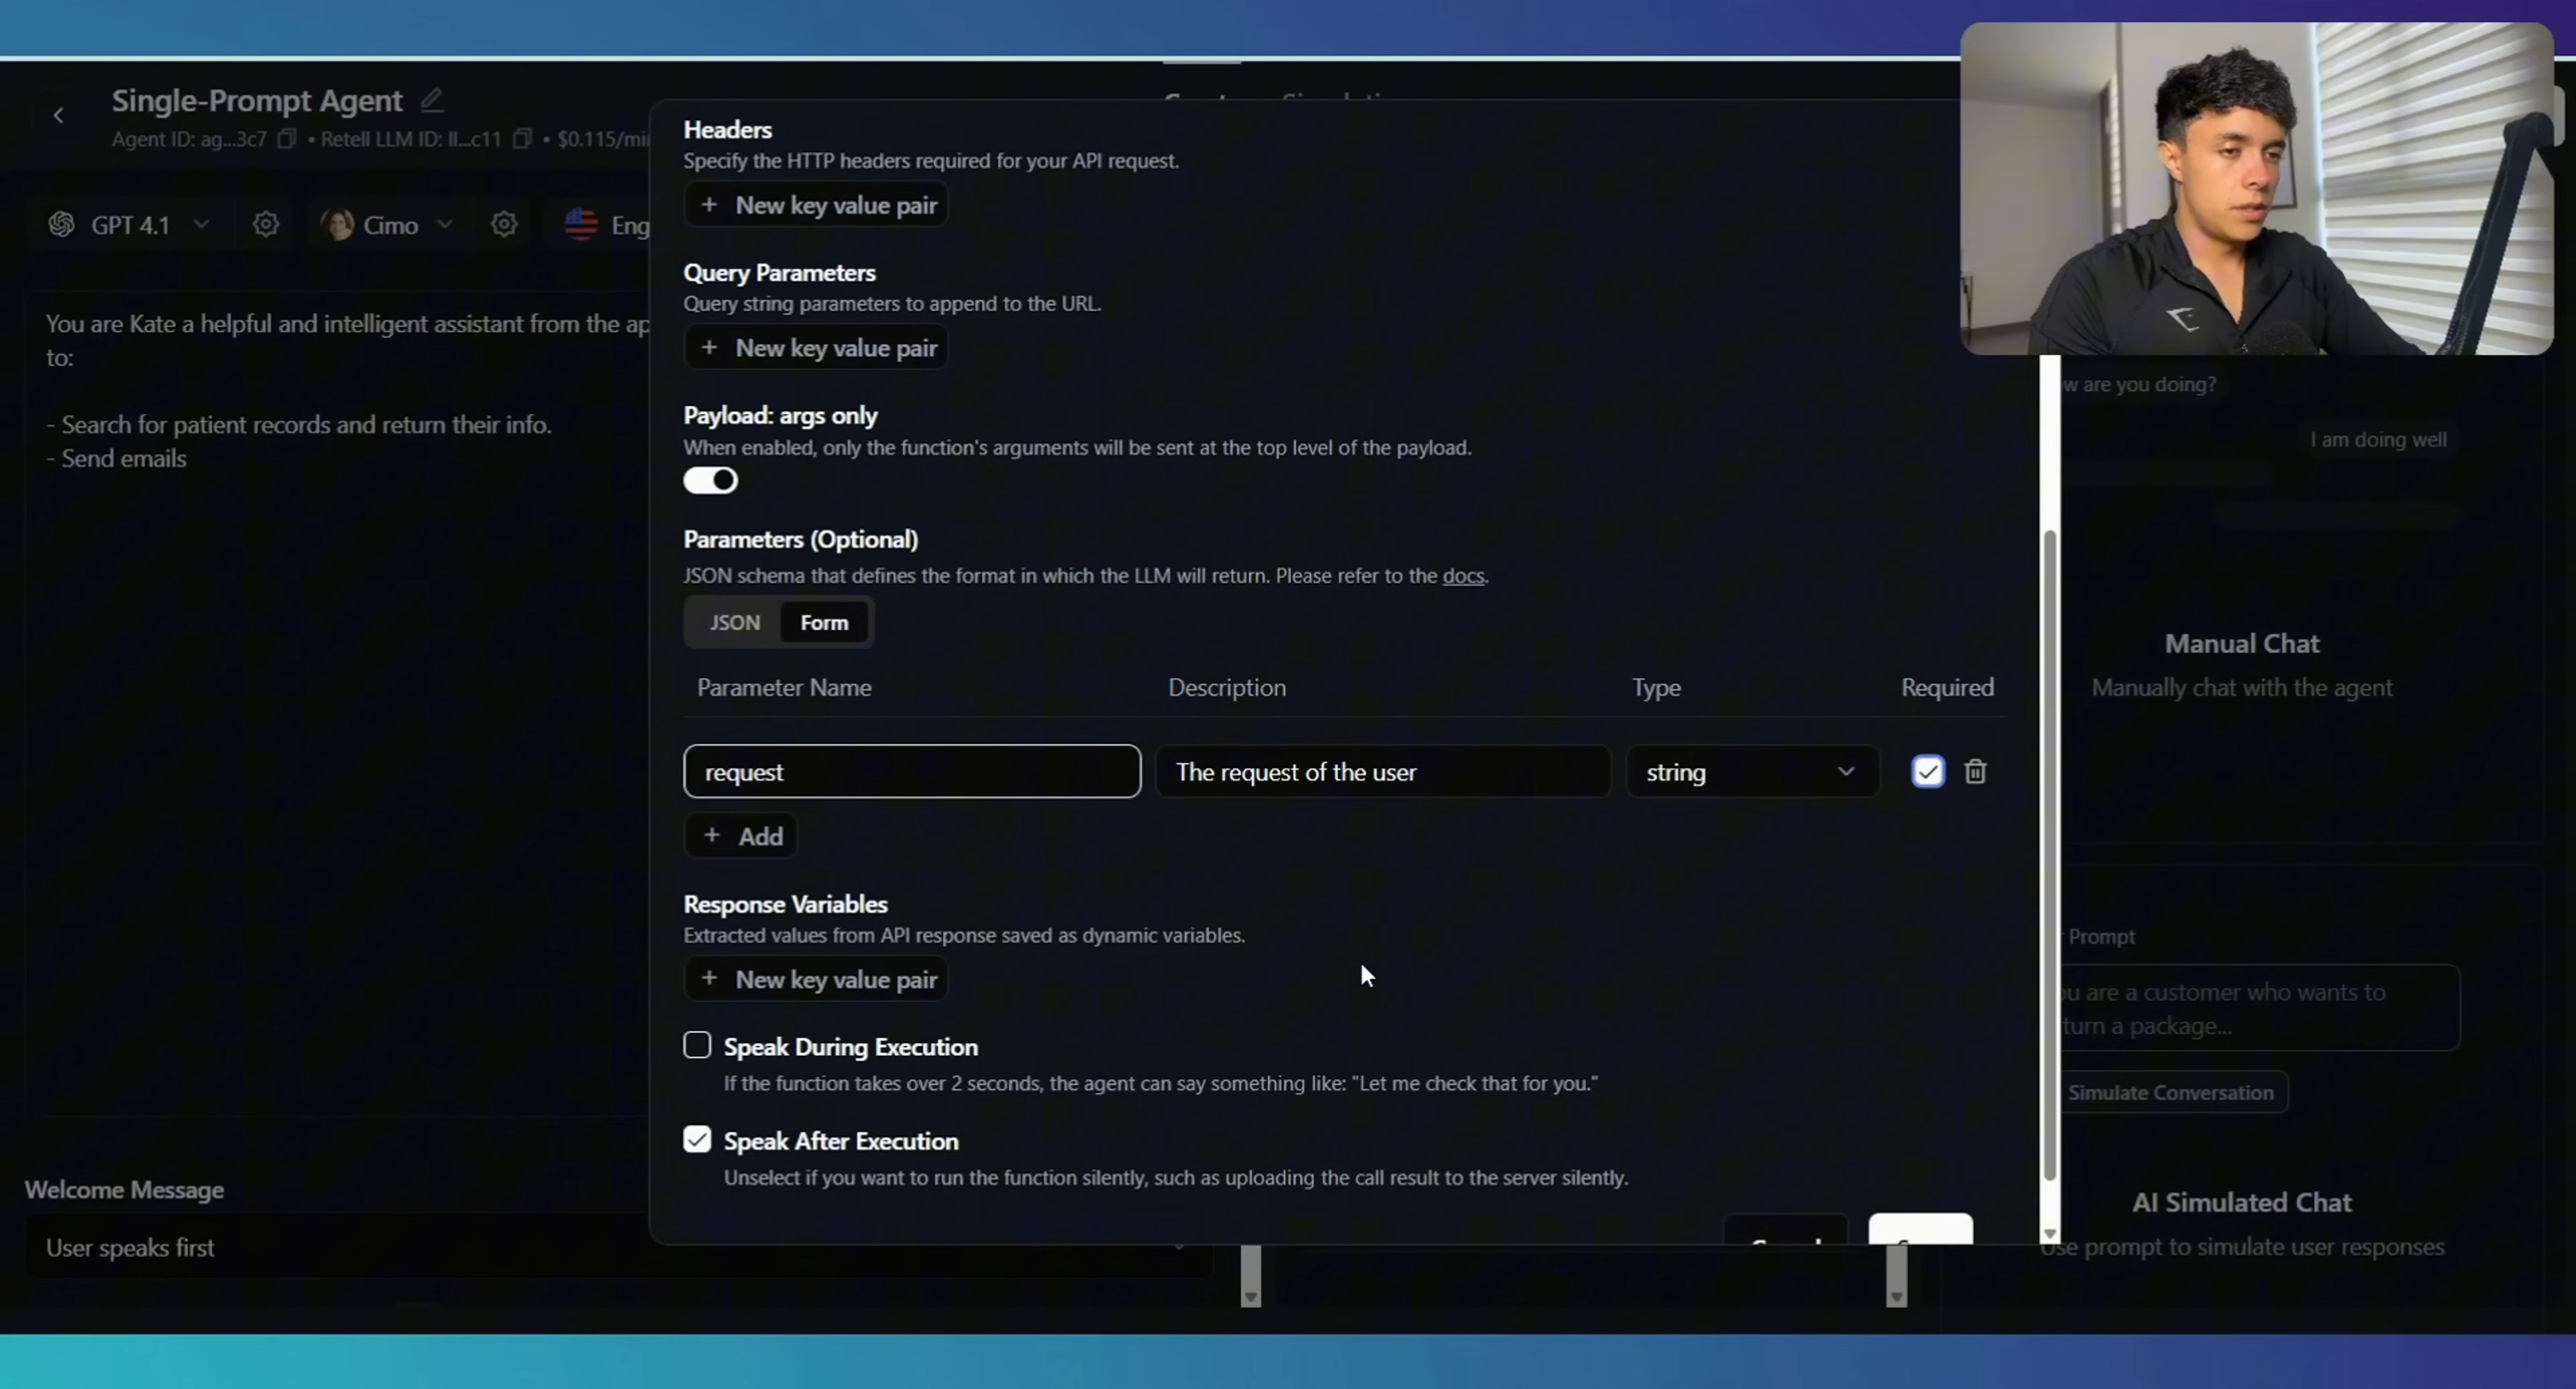 Single-Prompt Agent
Agent ID: ag...3c7 • Retell LLM ID: ll...c11 • $0.115/min
GPT 4.1
Cimo
Eng
You are Kate a helpful and intelligent assistant from the ap
to:
- Search for patient records and return their info.
- Send emails
Welcome Message
User speaks first
Headers
Specify the HTTP headers required for your API request.
+ New key value pair
Query Parameters
Query string parameters to append to the URL.
+ New key value pair
Payload: args only
When enabled, only the function's arguments will be sent at the top level of the payload.
Parameters (Optional)
JSON schema that defines the format in which the LLM will return. Please refer to the docs.
JSON Form
Parameter Name Description Type Required
request The request of the user string
+ Add
Response Variables
Extracted values from API response saved as dynamic variables.
+ New key value pair
Speak During Execution
If the function takes over 2 seconds, the agent can say something like: "Let me check that for you."
Speak After Execution
Unselect if you want to run the function silently, such as uploading the call result to the server silently.
w are you doing?
I am doing well
Manual Chat
Manually chat with the agent
Prompt
ou are a customer who wants to
turn a package...
Simulate Conversation
AI Simulated Chat
Use prompt to simulate user responses